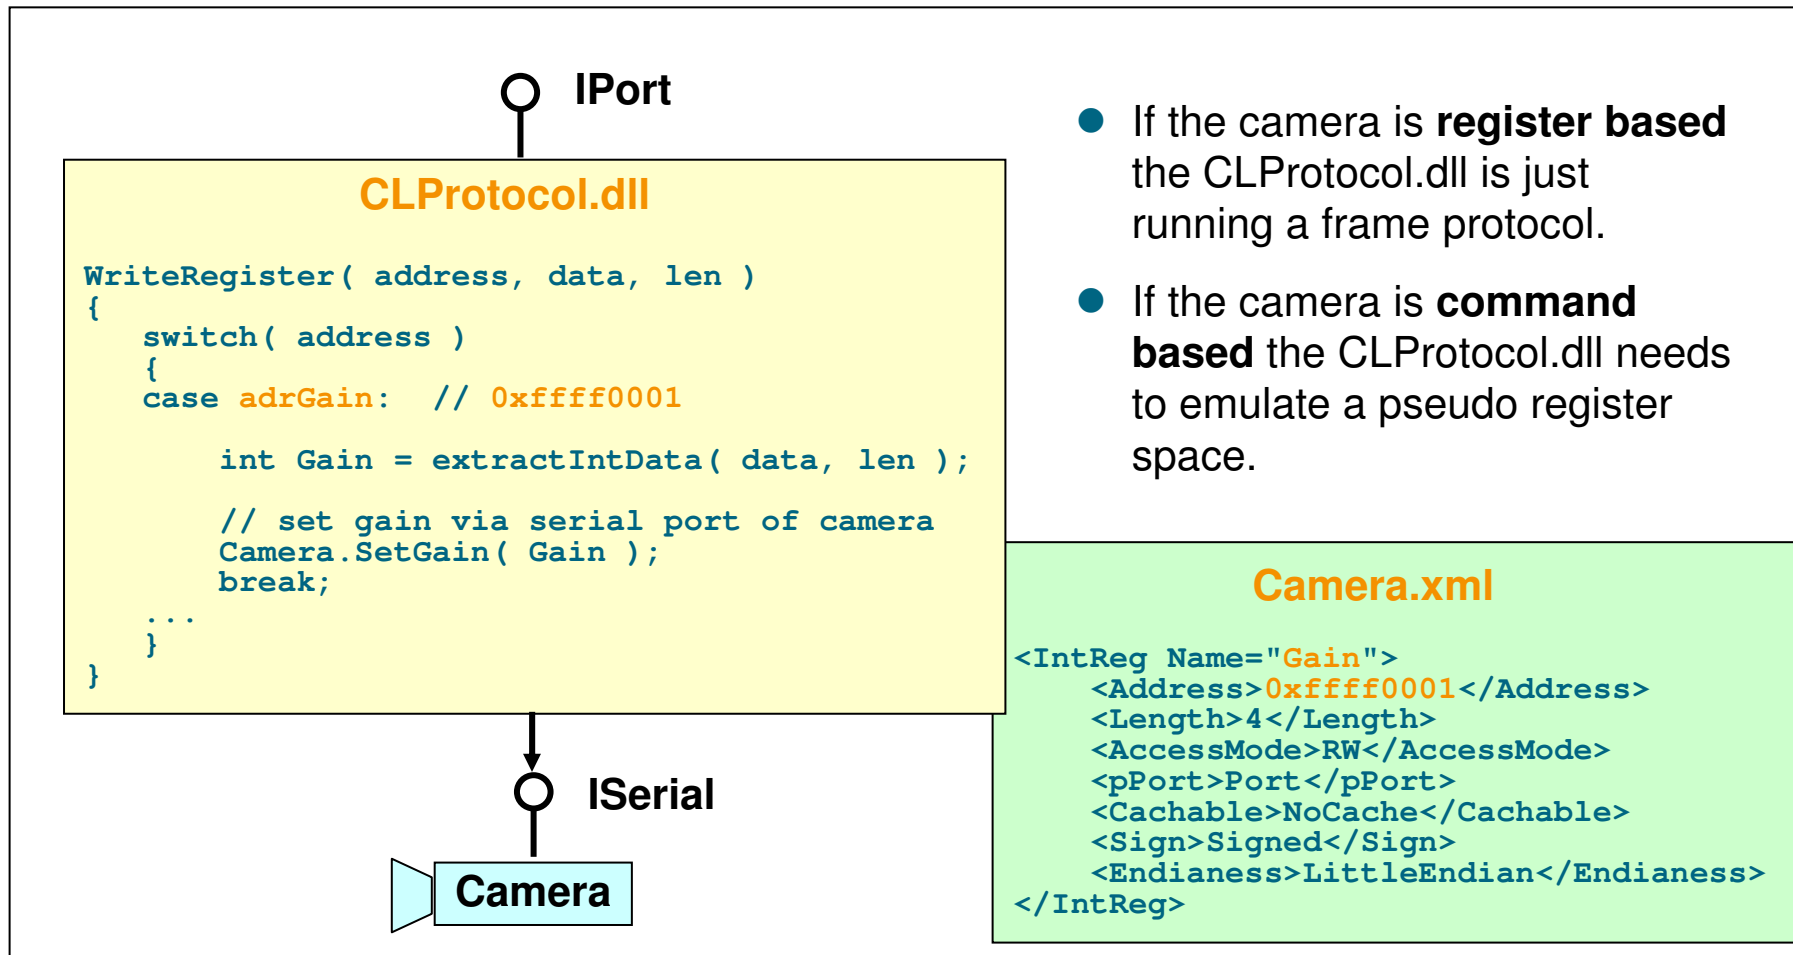 IPort
CLProtocol.dll
WriteRegister( address, data, len )
{
switch( address )
{
case adrGain: // 0xffff0001
int Gain = extractIntData( data, len );
// set gain via serial port of camera
Camera.SetGain( Gain );
break;
...
}
}
ISerial
Camera
If the camera is register based
the CLProtocol.dll is just
running a frame protocol.
If the camera is command
based the CLProtocol.dll needs
to emulate a pseudo register
space.
Camera.xml
<IntReg Name="Gain">
<Address>0xffff0001</Address>
<Length>4</Length>
<AccessMode>RW</AccessMode>
<pPort>Port</pPort>
<Cachable>NoCache</Cachable>
<Sign>Signed</Sign>
<Endianess>LittleEndian</Endianess>
</IntReg>